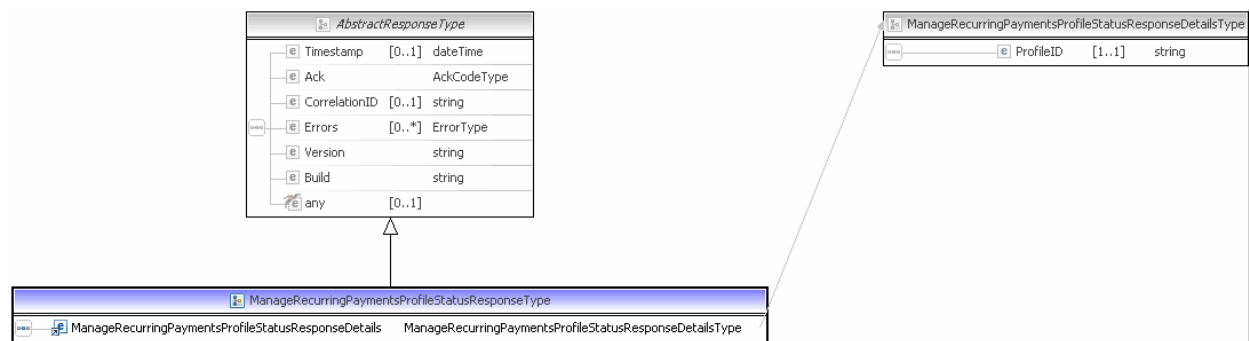 AbstractResponseType
Timestamp [0..1] dateTime
Ack AckCodeType
CorrelationID [0..1] string
Errors [0..*] ErrorType
Version string
Build string
any [0..1]
ManageRecurringPaymentsProfileStatusResponseDetailsType
e ProfileID [1..1] string
ManageRecurringPaymentsProfileStatusResponseType
ManageRecurringPaymentsProfileStatusResponseDetails ManageRecurringPaymentsProfileStatusResponseDetailsType